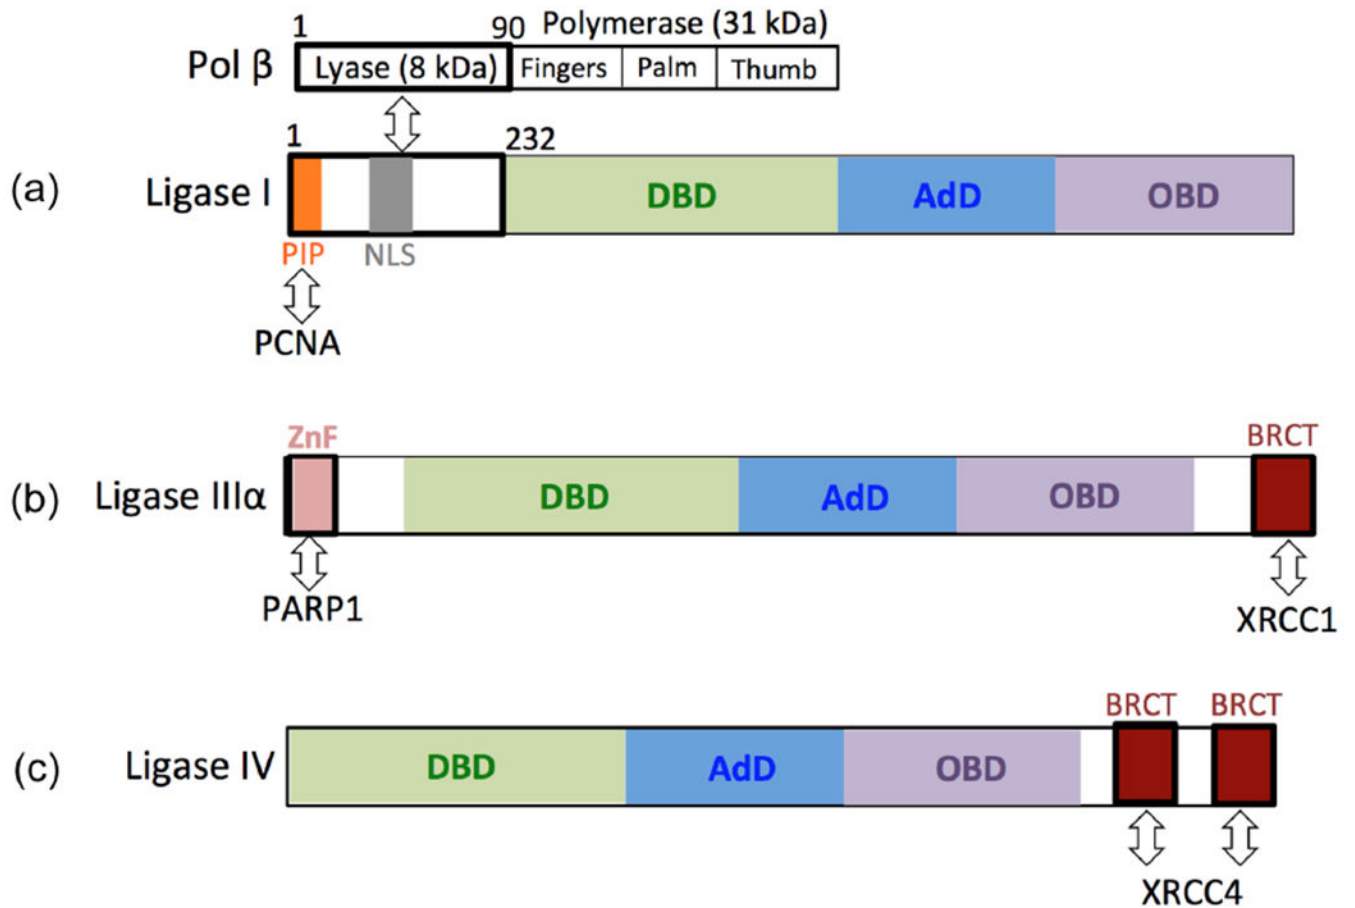 1 90 Polymerase (31 kDa)
Pol β Lyase (8 kDa) Fingers Palm Thumb
1 232
(a) Ligase I DBD AdD OBD
PIP NLS
PCNA
ZnF BRCT
(b) Ligase IIIα DBD AdD OBD
PARP1 XRCC1
BRCT BRCT
(c) Ligase IV DBD AdD OBD
XRCC4